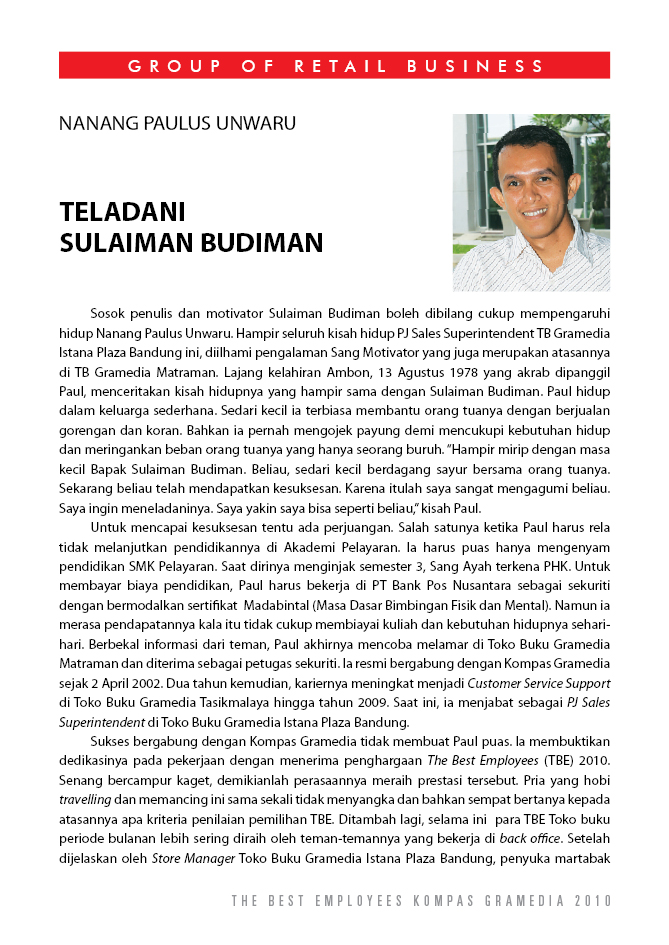 GROUP OF RETAIL BUSINESS
NANANG PAULUS UNWARU
TELADANI
SULAIMAN BUDIMAN
Sosok penulis dan motivator Sulaiman Budiman boleh dibilang cukup mempengaruhi
hidup Nanang Paulus Unwaru. Hampir seluruh kisah hidup PJ Sales Superintendent TB Gramedia
Istana Plaza Bandung ini, diilhami pengalaman Sang Motivator yang juga merupakan atasannya
di TB Gramedia Matraman. Lajang kelahiran Ambon, 13 Agustus 1978 yang akrab dipanggil
Paul, menceritakan kisah hidupnya yang hampir sama dengan Sulaiman Budiman. Paul hidup
dalam keluarga sederhana. Sedari kecil ia terbiasa membantu orang tuanya dengan berjualan
gorengan dan koran. Bahkan ia pernah mengojek payung demi mencukupi kebutuhan hidup
dan meringankan beban orang tuanya yang hanya seorang buruh. "Hampir mirip dengan masa
kecil Bapak Sulaiman Budiman. Beliau, sedari kecil berdagang sayur bersama orang tuanya.
Sekarang beliau telah mendapatkan kesuksesan. Karena itulah saya sangat mengagumi beliau.
Saya ingin meneladaninya. Saya yakin saya bisa seperti beliau," kisah Paul.
Untuk mencapai kesuksesan tentu ada perjuangan. Salah satunya ketika Paul harus rela
tidak melanjutkan pendidikannya di Akademi Pelayaran. Ia harus puas hanya mengenyam
pendidikan SMK Pelayaran. Saat dirinya menginjak semester 3, Sang Ayah terkena PHK. Untuk
membayar biaya pendidikan, Paul harus bekerja di PT Bank Pos Nusantara sebagai sekuriti
dengan bermodalkan sertifikat Madabintal (Masa Dasar Bimbingan Fisik dan Mental). Namun ia
merasa pendapatannya kala itu tidak cukup membiayai kuliah dan kebutuhan hidupnya sehari-
hari. Berbekal informasi dari teman, Paul akhirnya mencoba melamar di Toko Buku Gramedia
Matraman dan diterima sebagai petugas sekuriti. Ia resmi bergabung dengan Kompas Gramedia
sejak 2 April 2002. Dua tahun kemudian, kariernya meningkat menjadi Customer Service Support
di Toko Buku Gramedia Tasikmalaya hingga tahun 2009. Saat ini, ia menjabat sebagai PJ Sales
Superintendent di Toko Buku Gramedia Istana Plaza Bandung.
Sukses bergabung dengan Kompas Gramedia tidak membuat Paul puas. Ia membuktikan
dedikasinya pada pekerjaan dengan menerima penghargaan The Best Employees (TBE) 2010.
Senang bercampur kaget, demikianlah perasaannya meraih prestasi tersebut. Pria yang hobi
travelling dan memancing ini sama sekali tidak menyangka dan bahkan sempat bertanya kepada
atasannya apa kriteria penilaian pemilihan TBE. Ditambah lagi, selama ini para TBE Toko buku
periode bulanan lebih sering diraih oleh teman-temannya yang bekerja di back office. Setelah
dijelaskan oleh Store Manager Toko Buku Gramedia Istana Plaza Bandung, penyuka martabak
THE BEST EMPLOYEES KOMPAS GRAMEDIA 2010